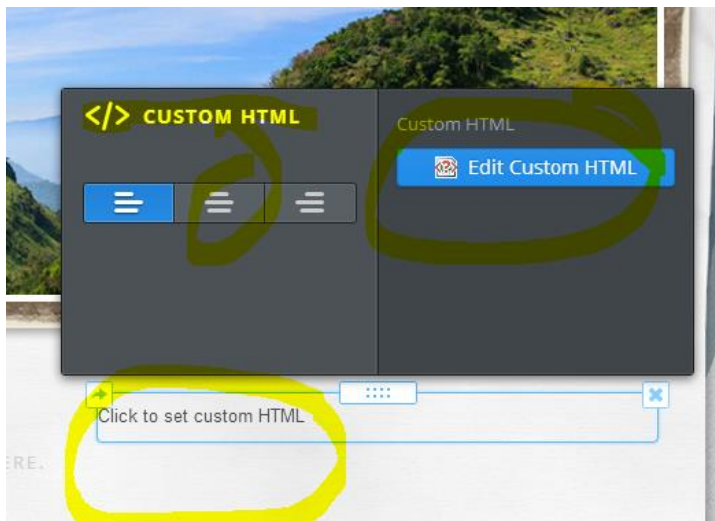 </> CUSTOM HTML
Custom HTML
Edit Custom HTML
Click to set custom HTML
ERE.